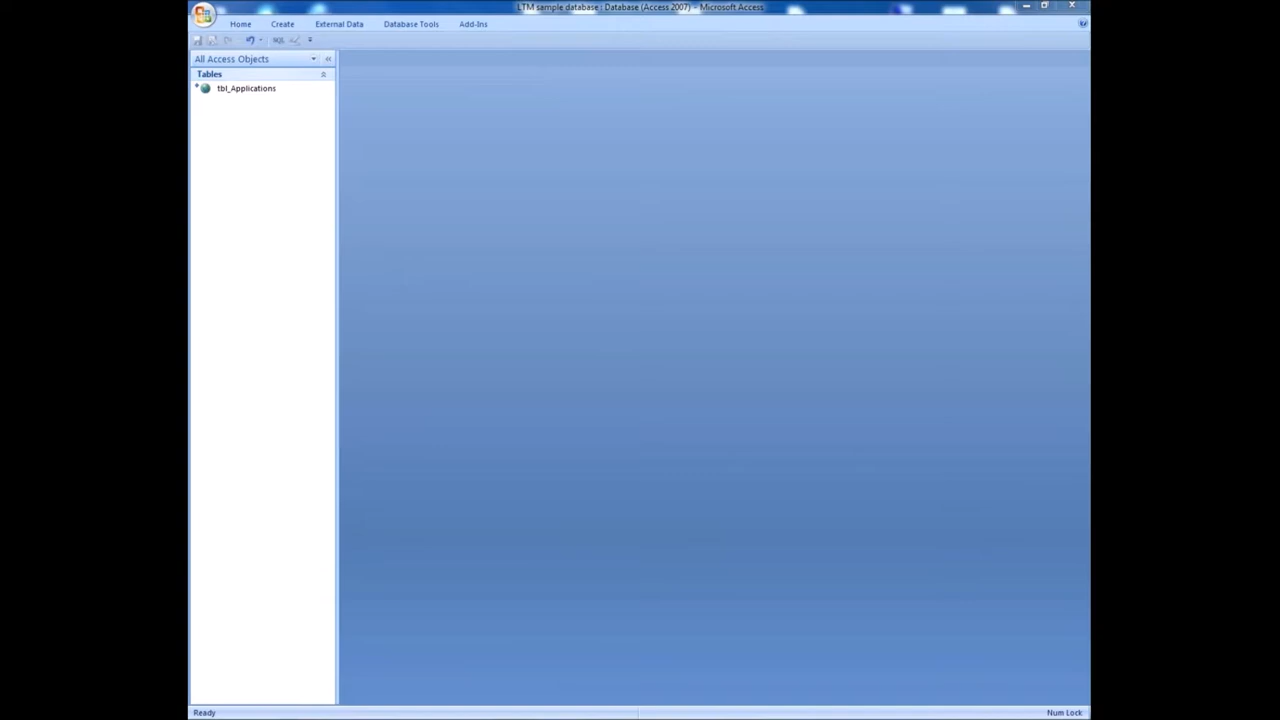 LTM sample database : Database (Access 2007) - Microsoft Access
Home Create External Data Database Tools Add-Ins
SQL
All Access Objects
Tables
tbl_Applications
Ready Num Lock